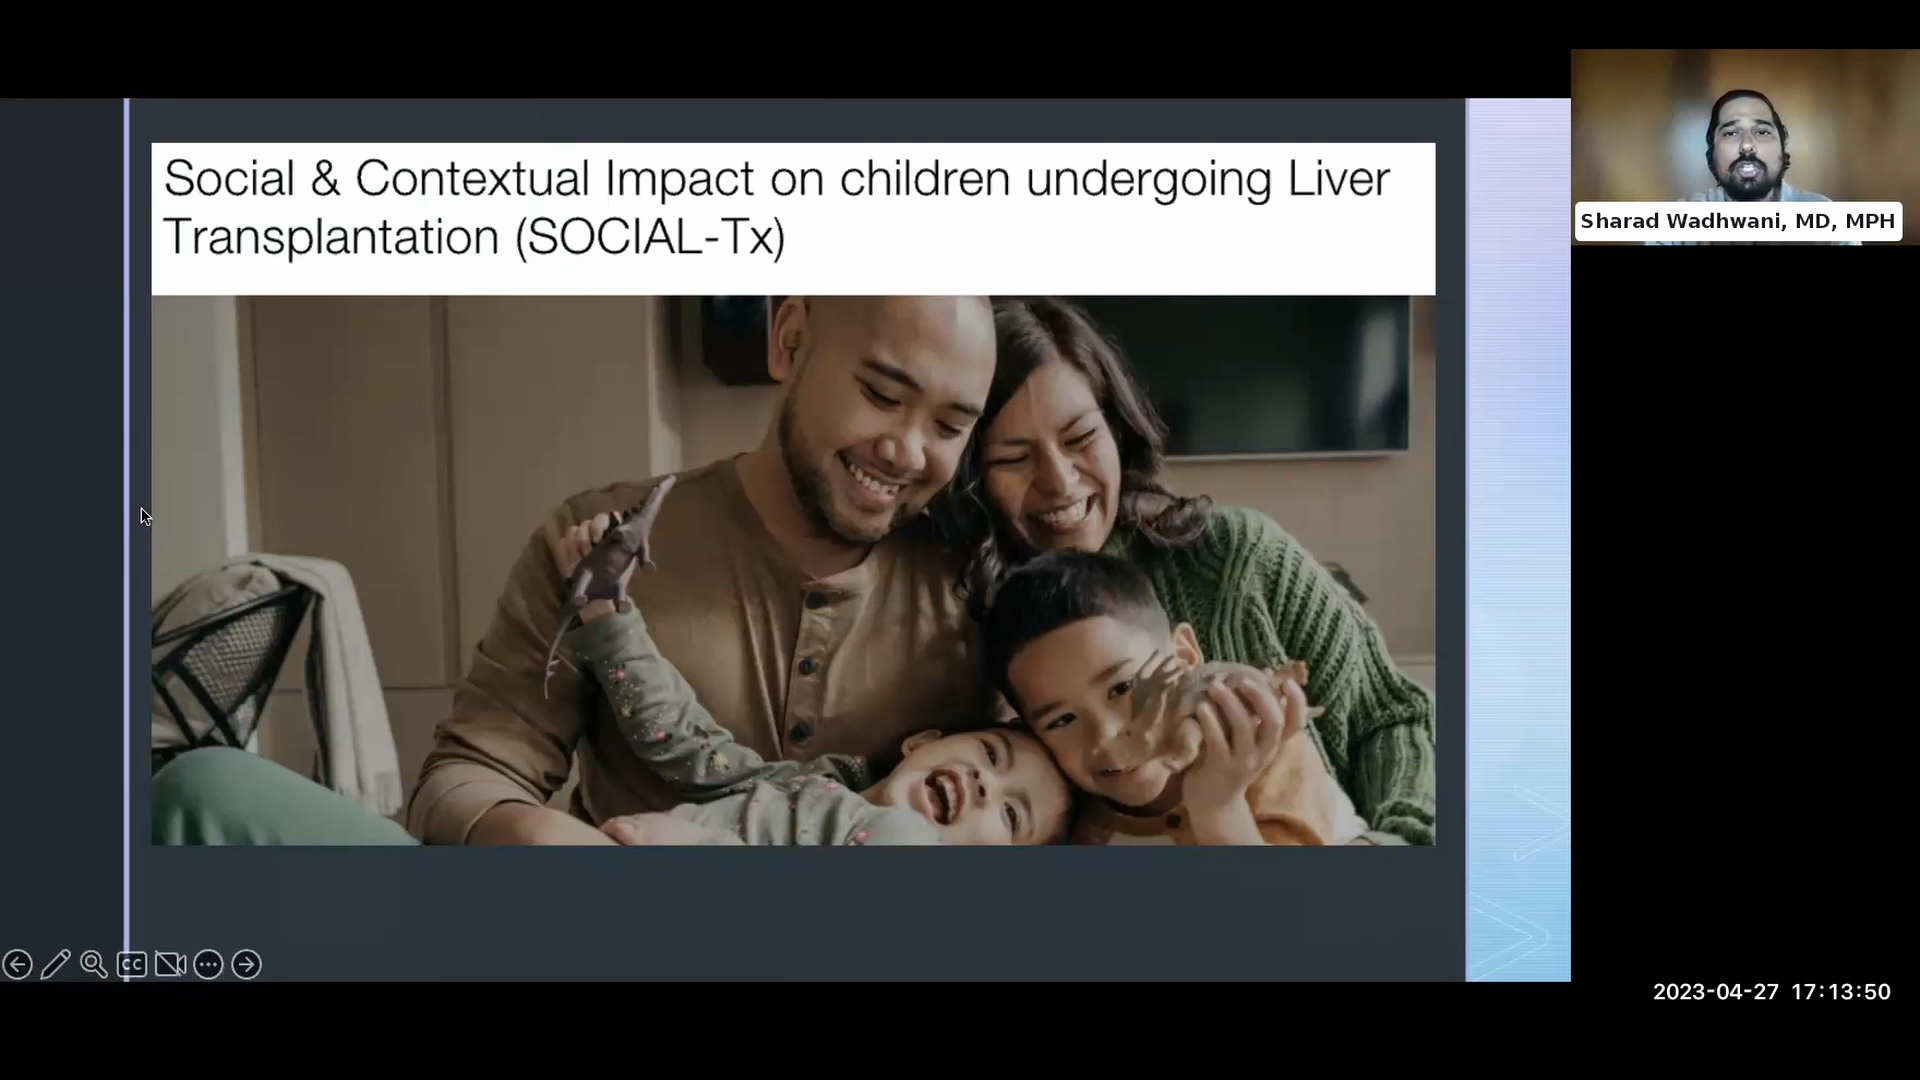 Social & Contextual Impact on children undergoing Liver
Transplantation (SOCIAL-Tx)
Sharad Wadhwani, MD, MPH
CC
2023-04-27 17:13:50